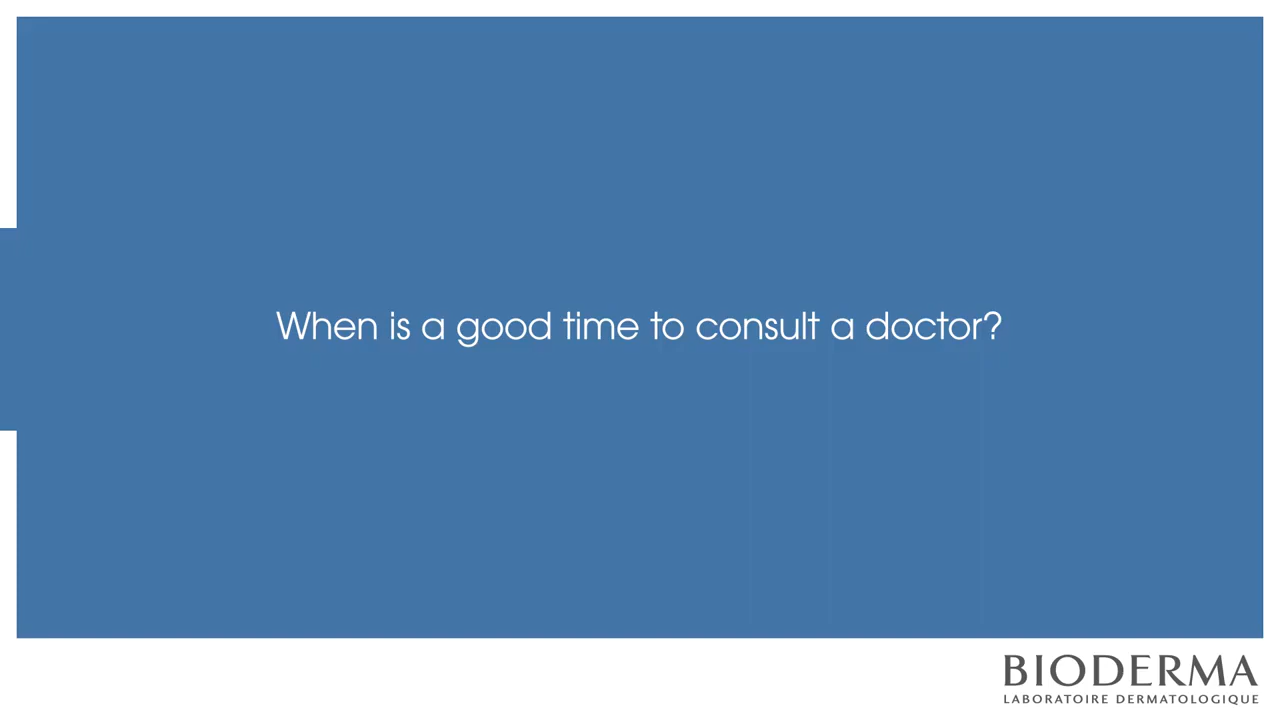 When is a good time to consult a doctor?
BIODERMA
LABORATOIRE DERMATOLOGIQUE